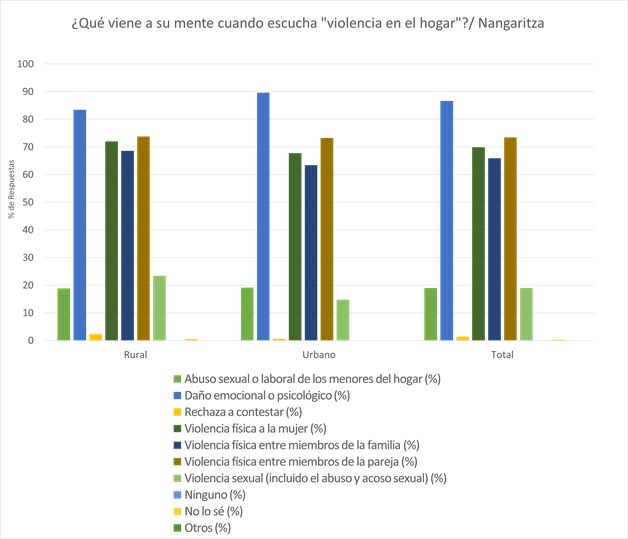 ¿Qué viene a su mente cuando escucha "violencia en el hogar"?/ Nangaritza
100
90
80
70
60
50
40
30
20
10
0
% de Respuestas
Rural
Urbano
Total
Abuso sexual o laboral de los menores del hogar (%)
Daño emocional o psicológico (%)
Rechaza a contestar (%)
Violencia física a la mujer (%)
Violencia física entre miembros de la familia (%)
Violencia física entre miembros de la pareja (%)
Violencia sexual (incluido el abuso y acoso sexual) (%)
Ninguno (%)
No lo sé (%)
Otros (%)